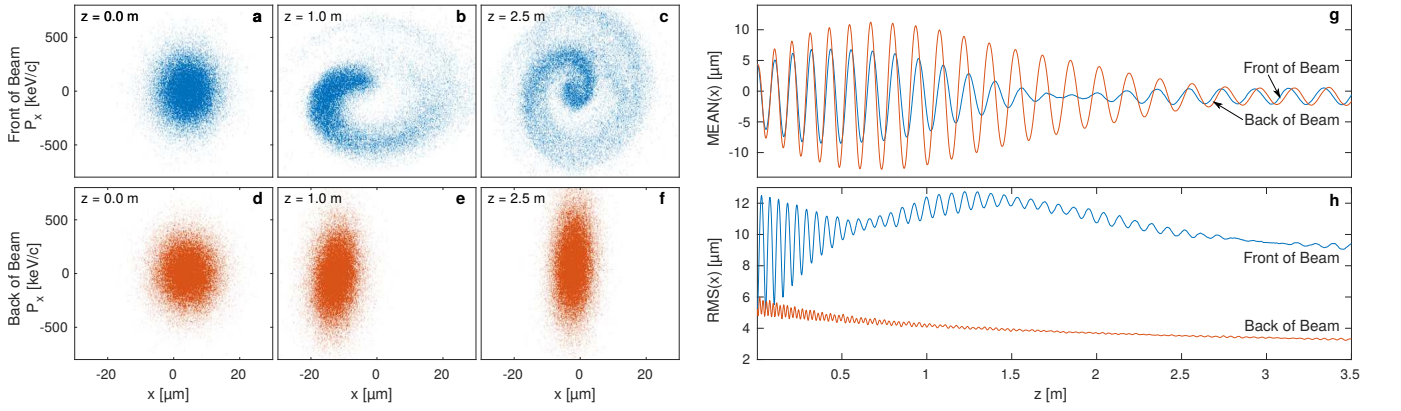 z = 0.0 m
a
z = 1.0 m
b
z = 2.5 m
c
Front of Beam
Pₓ [keV/c]
500
0
-500
z = 0.0 m
d
z = 1.0 m
e
z = 2.5 m
f
Back of Beam
Pₓ [keV/c]
500
0
-500
-20
0
20
-20
0
20
-20
0
20
x [µm]
x [µm]
x [µm]
g
MEAN(x) [µm]
10
5
0
-5
-10
Front of Beam
Back of Beam
h
RMS(x) [µm]
12
10
8
6
4
2
Front of Beam
Back of Beam
0.5
1
1.5
2
2.5
3
3.5
z [m]